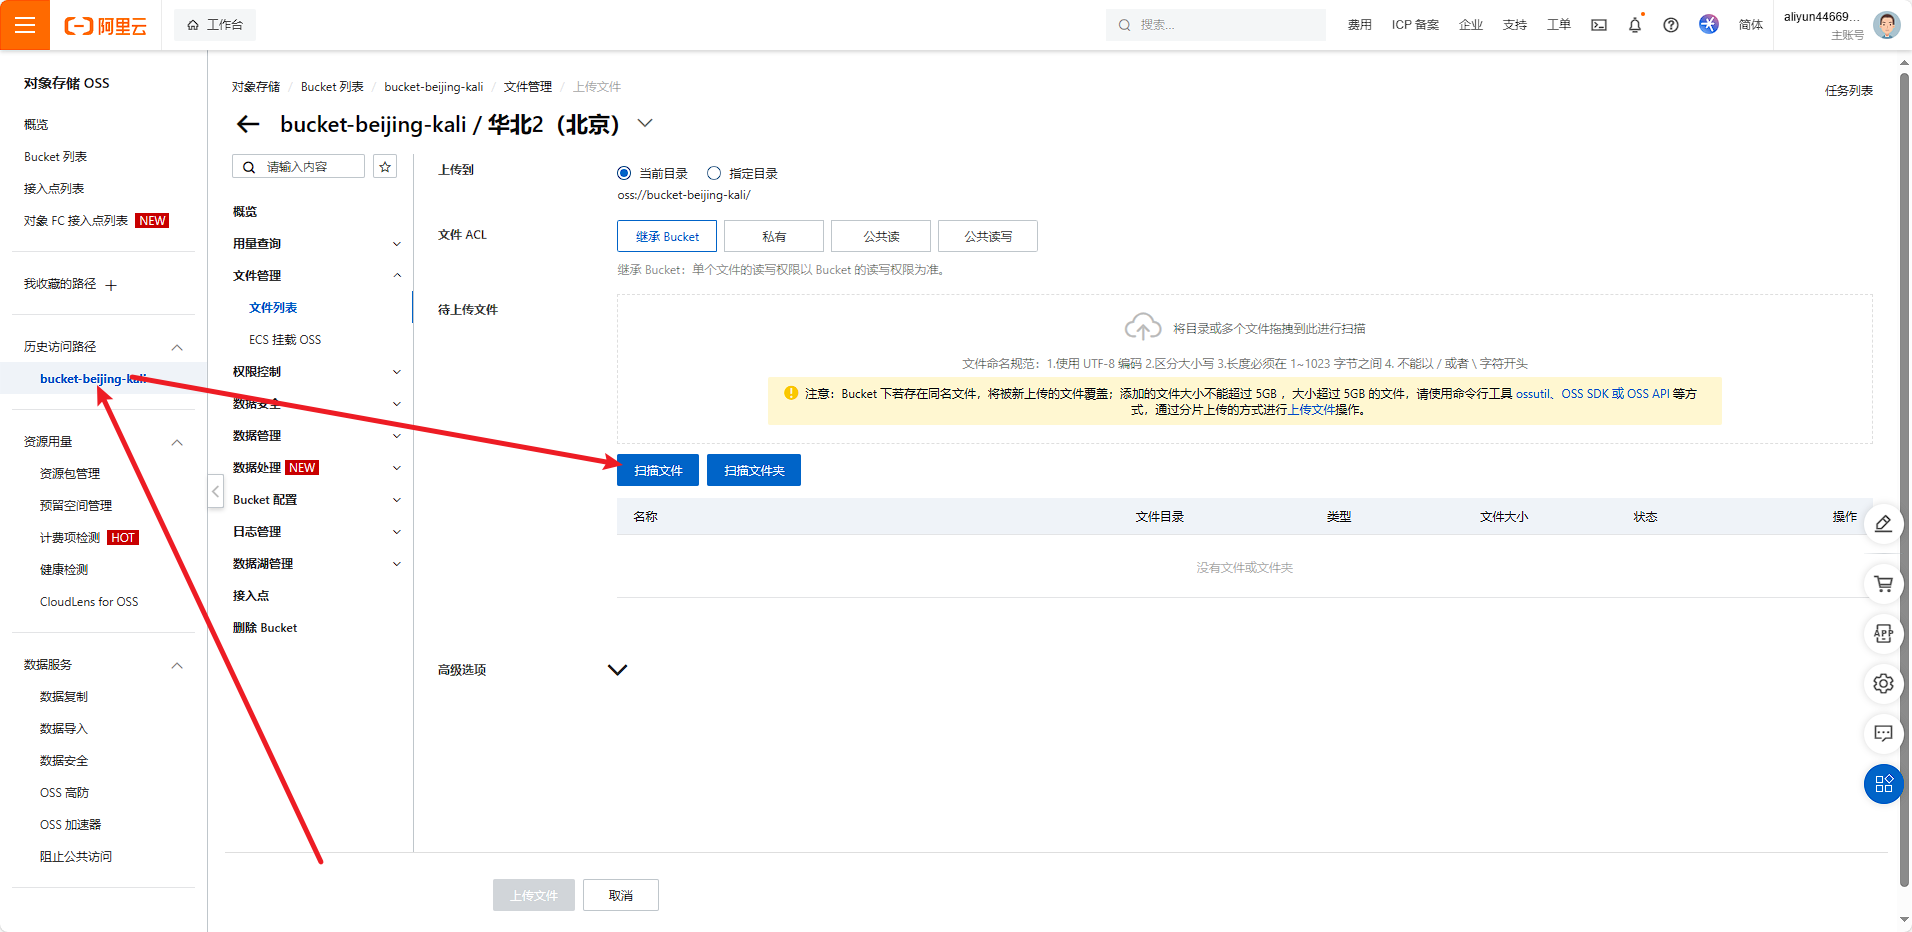 阿里云
工作台
搜索...
费用
ICP 备案
企业
支持
工单
简体
aliyun44669...
主账号
对象存储 OSS
概览
Bucket 列表
接入点列表
对象 FC 接入点列表 NEW
我收藏的路径
历史访问路径
bucket-beijing-kali
资源用量
资源包管理
预留空间管理
计费项检测 HOT
健康检测
CloudLens for OSS
数据服务
数据复制
数据导入
数据安全
OSS 高防
OSS 加速器
阻止公共访问
对象存储 / Bucket 列表 / bucket-beijing-kali / 文件管理 / 上传文件
任务列表
bucket-beijing-kali / 华北2（北京）
请输入内容
概览
用量查询
文件管理
文件列表
ECS 挂载 OSS
权限控制
数据安全
数据管理
数据处理 NEW
Bucket 配置
日志管理
数据湖管理
接入点
删除 Bucket
上传到
当前目录
指定目录
oss://bucket-beijing-kali/
文件 ACL
继承 Bucket
私有
公共读
公共读写
继承 Bucket：单个文件的读写权限以 Bucket 的读写权限为准。
待上传文件
将目录或多个文件拖拽到此进行扫描
文件命名规范：1.使用 UTF-8 编码 2.区分大小写 3.长度必须在 1~1023 字节之间 4. 不能以 / 或者 \ 字符开头
注意：Bucket 下若存在同名文件，将被新上传的文件覆盖；添加的文件大小不能超过 5GB ，大小超过 5GB 的文件，请使用命令行工具 ossutil、OSS SDK 或 OSS API 等方
式，通过分片上传的方式进行上传文件操作。
扫描文件
扫描文件夹
名称
文件目录
类型
文件大小
状态
操作
没有文件或文件夹
高级选项
上传文件
取消
APP